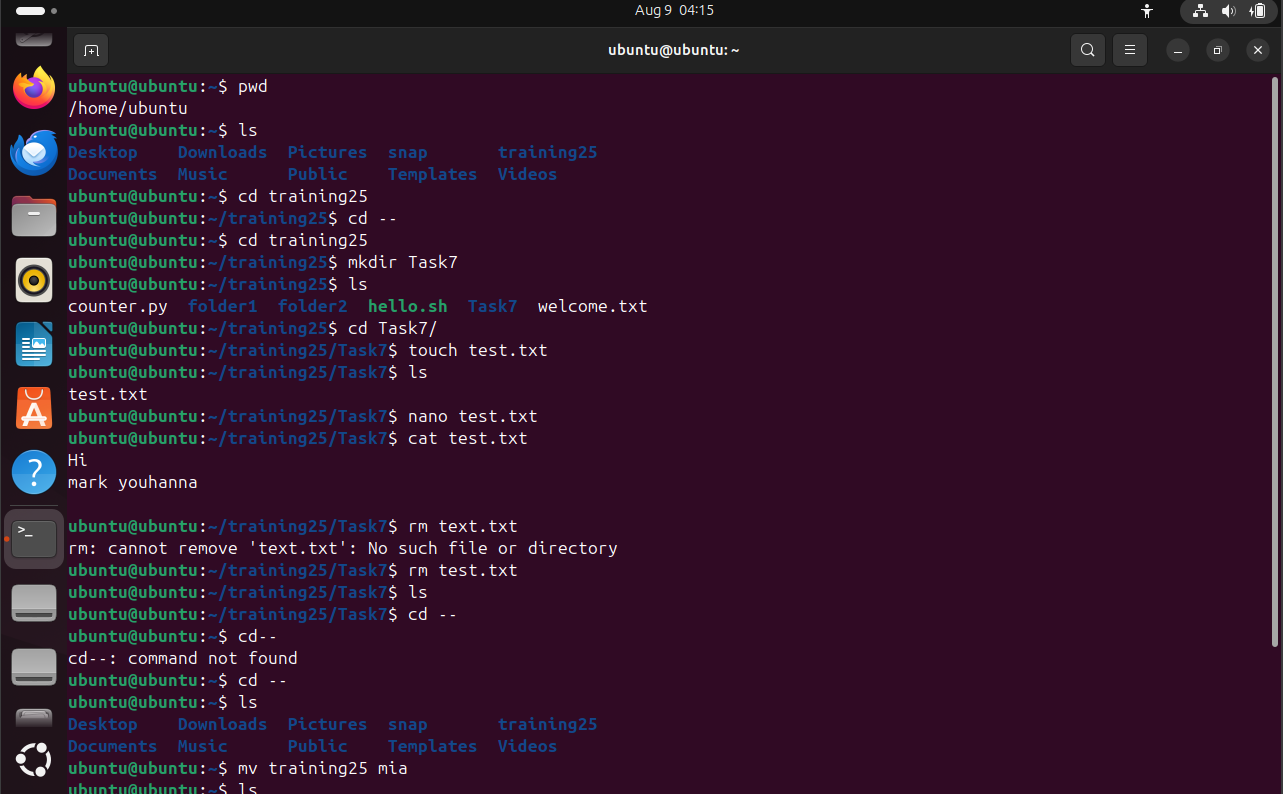 Aug 9 04:15
ubuntu@ubuntu: ~
ubuntu@ubuntu:~$ pwd
/home/ubuntu
ubuntu@ubuntu:~$ ls
Desktop    Downloads  Pictures  snap       training25
Documents  Music      Public    Templates  Videos
ubuntu@ubuntu:~$ cd training25
ubuntu@ubuntu:~/training25$ cd --
ubuntu@ubuntu:~$ cd training25
ubuntu@ubuntu:~/training25$ mkdir Task7
ubuntu@ubuntu:~/training25$ ls
counter.py  folder1  folder2  hello.sh  Task7  welcome.txt
ubuntu@ubuntu:~/training25$ cd Task7/
ubuntu@ubuntu:~/training25/Task7$ touch test.txt
ubuntu@ubuntu:~/training25/Task7$ ls
test.txt
ubuntu@ubuntu:~/training25/Task7$ nano test.txt
ubuntu@ubuntu:~/training25/Task7$ cat test.txt
Hi
mark youhanna
ubuntu@ubuntu:~/training25/Task7$ rm text.txt
rm: cannot remove 'text.txt': No such file or directory
ubuntu@ubuntu:~/training25/Task7$ rm test.txt
ubuntu@ubuntu:~/training25/Task7$ ls
ubuntu@ubuntu:~/training25/Task7$ cd --
ubuntu@ubuntu:~$ cd--
cd--: command not found
ubuntu@ubuntu:~$ cd --
ubuntu@ubuntu:~$ ls
Desktop    Downloads  Pictures  snap       training25
Documents  Music      Public    Templates  Videos
ubuntu@ubuntu:~$ mv training25 mia
ubuntu@ubuntu:~$ ls